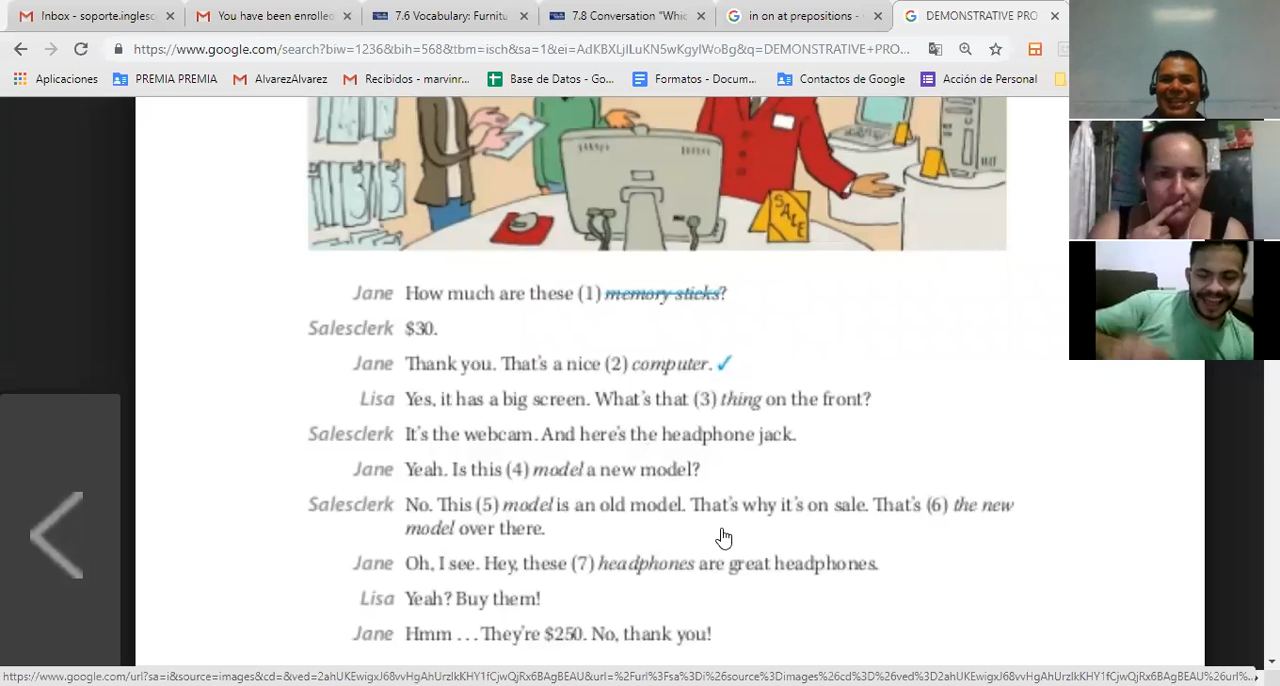 Inbox - soporte.ingles
You have been enrolle
7.6 Vocabulary: Furnitu
7.8 Conversation "Whic
in on at prepositions -
DEMONSTRATIVE PRO
https://www.google.com/search?biw=1236&bih=568&tbm=isch&sa=1&ei=AdKBXLjILuKN5wKgylWoBg&q=DEMONSTRATIVE+PRO...
Aplicaciones
PREMIA PREMIA
AlvarezAlvarez
Recibidos - marvinr...
Base de Datos - Go...
Formatos - Docum...
Contactos de Google
Acción de Personal
SALE
Jane How much are these (1) memory sticks?
Salesclerk $30.
Jane Thank you. That's a nice (2) computer. ✓
Lisa Yes, it has a big screen. What's that (3) thing on the front?
Salesclerk It's the webcam. And here's the headphone jack.
Jane Yeah. Is this (4) model a new model?
Salesclerk No. This (5) model is an old model. That's why it's on sale. That's (6) the new
model over there.
Jane Oh, I see. Hey, these (7) headphones are great headphones.
Lisa Yeah? Buy them!
Jane Hmm . . . They're $250. No, thank you!